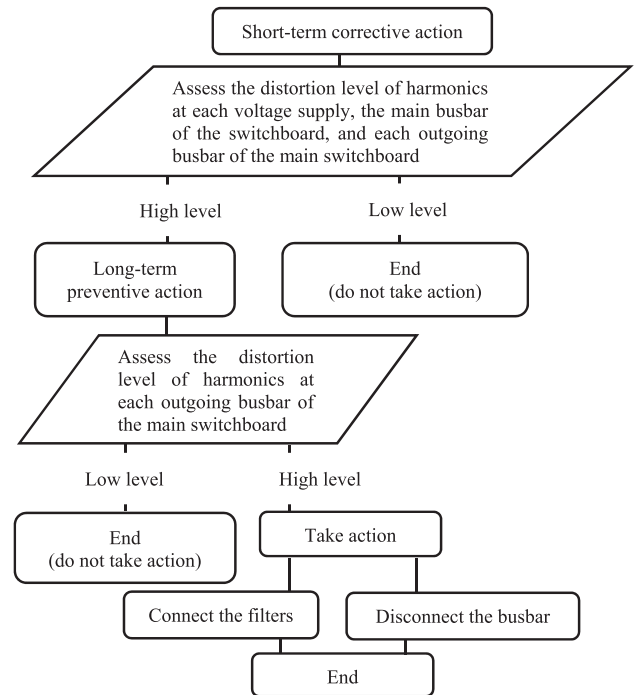 Short-term corrective action
Assess the distortion level of harmonics
at each voltage supply, the main busbar
of the switchboard, and each outgoing
busbar of the main switchboard
High level
Low level
Long-term
preventive action
End
(do not take action)
Assess the distortion
level of harmonics at
each outgoing busbar of
the main switchboard
Low level
High level
End
(do not take action)
Take action
Connect the filters
Disconnect the busbar
End